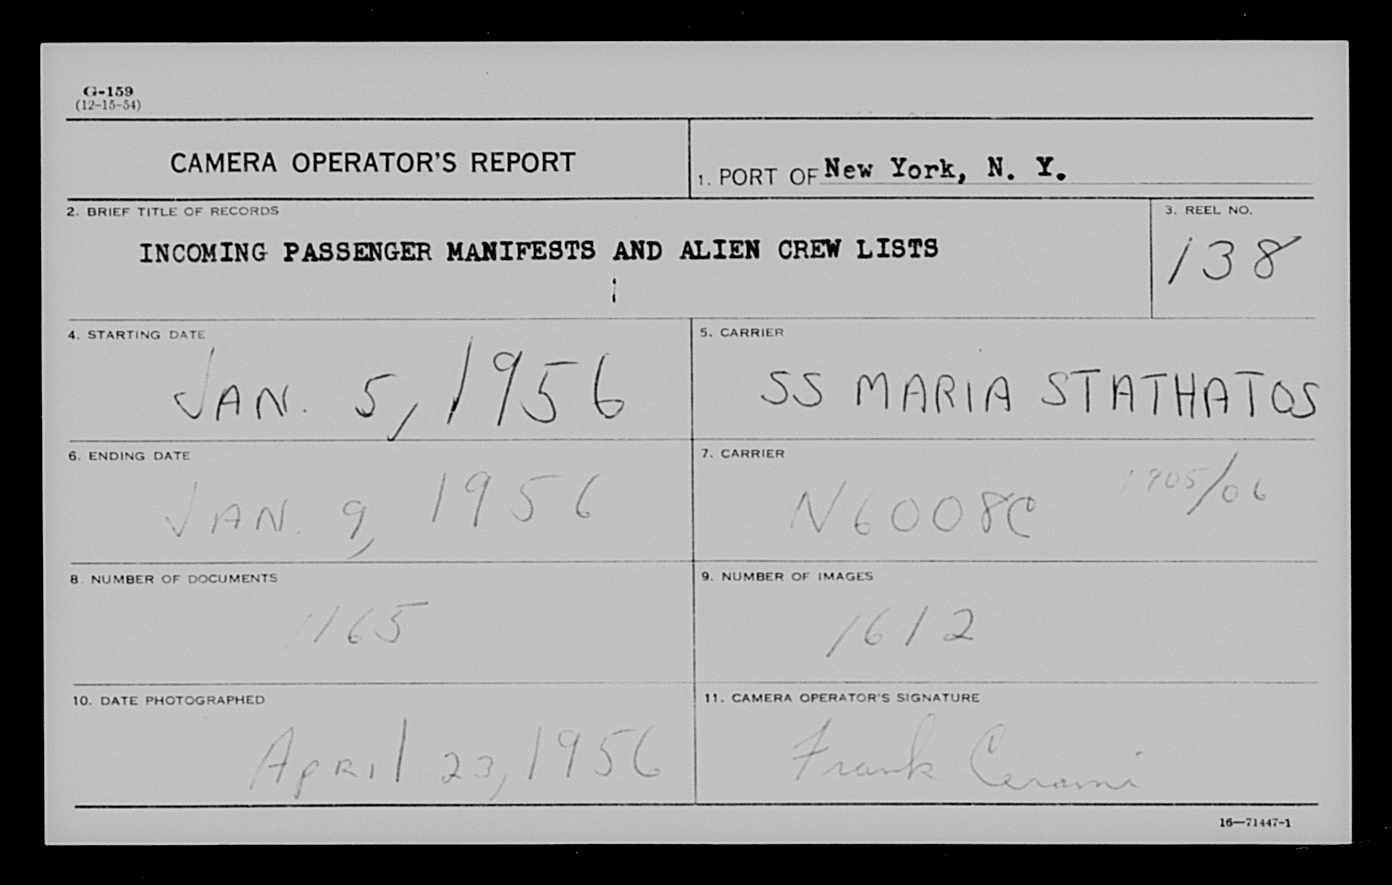 G-159
(12-15-54)
CAMERA OPERATOR'S REPORT
1. PORT OF New York, N. Y.
2. BRIEF TITLE OF RECORDS
INCOMING PASSENGER MANIFESTS AND ALIEN CREW LISTS
3. REEL NO.
138
4. STARTING DATE
JAN. 5, 1956
5. CARRIER
SS MARIA STATHATOS
6. ENDING DATE
JAN. 9, 1956
7. CARRIER
N6008C 1905/06
8. NUMBER OF DOCUMENTS
1165
9. NUMBER OF IMAGES
1612
10. DATE PHOTOGRAPHED
APRIL 23, 1956
11. CAMERA OPERATOR'S SIGNATURE
Frank Cerami
16—71447-1